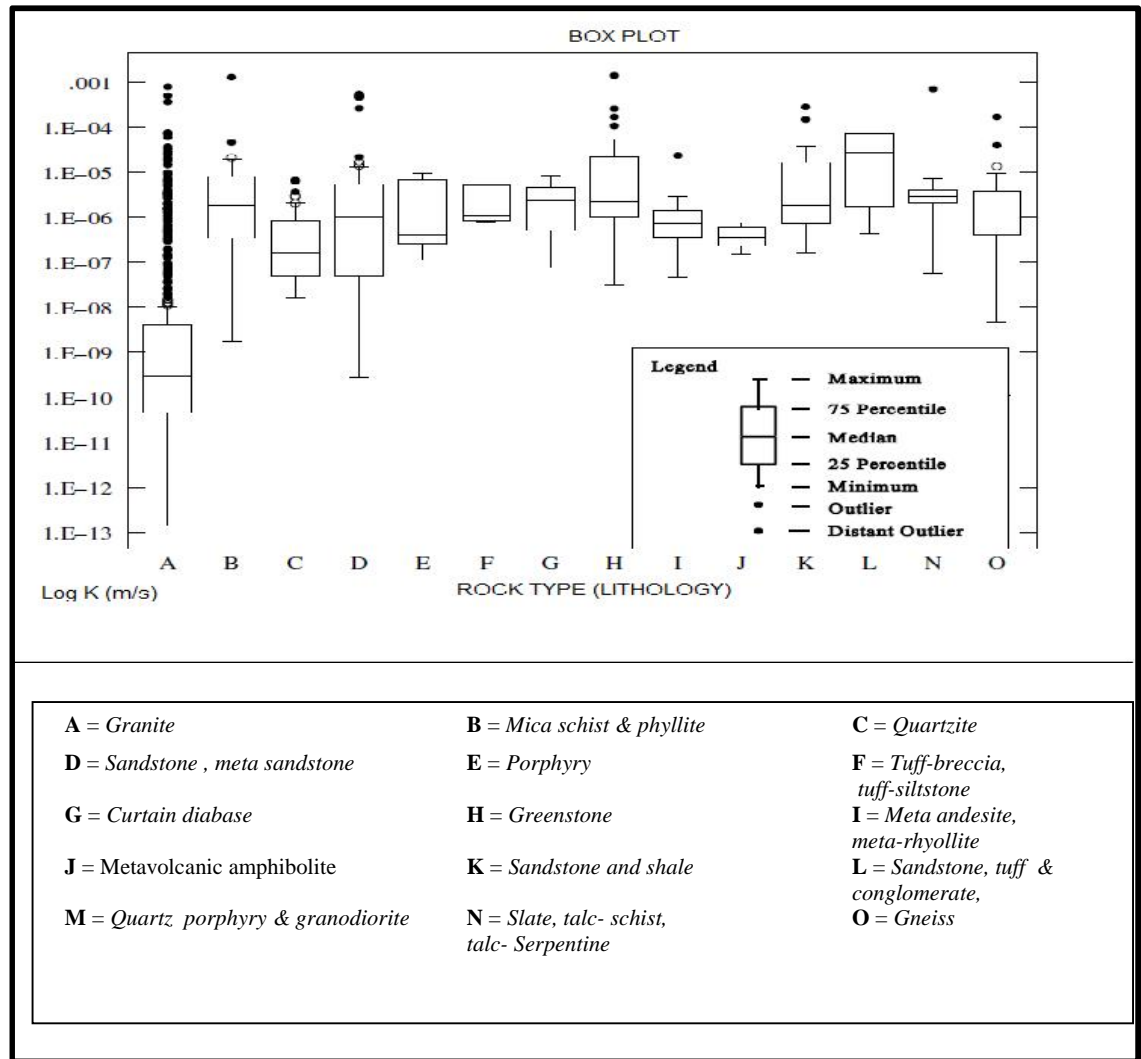 BOX PLOT
.001
1.E−04
1.E−05
1.E−06
1.E−07
1.E−08
1.E−09
1.E−10
1.E−11
1.E−12
1.E−13
Legend
Maximum
75 Percentile
Median
25 Percentile
Minimum
Outlier
Distant Outlier
A B C D E F G H I J K L N O
Log K (m/s) ROCK TYPE (LITHOLOGY)
A = Granite B = Mica schist & phyllite C = Quartzite
D = Sandstone , meta sandstone E = Porphyry F = Tuff-breccia,
tuff-siltstone
G = Curtain diabase H = Greenstone I = Meta andesite,
meta-rhyollite
J = Metavolcanic amphibolite K = Sandstone and shale L = Sandstone, tuff &
conglomerate,
M = Quartz porphyry & granodiorite N = Slate, talc- schist, O = Gneiss
talc- Serpentine